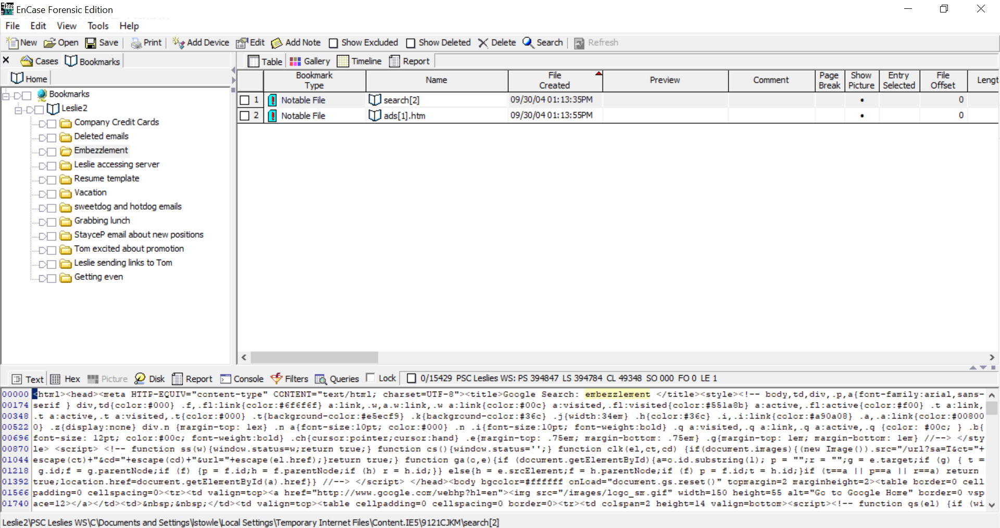 EnCase Forensic Edition
File Edit View Tools Help
New Open Save Print Add Device Edit Add Note Show Excluded Show Deleted Delete Search Refresh
Cases Bookmarks
Table Gallery Timeline Report
Home
Bookmark Type Name File Created Preview Comment Page Break Show Picture Entry Selected File Offset Lengt
1 Notable File search[2] 09/30/04 01:13:35PM • 0
2 Notable File ads[1].htm 09/30/04 01:13:55PM • 0
Bookmarks
Leslie2
Company Credit Cards
Deleted emails
Embezzlement
Leslie accessing server
Resume template
Vacation
sweetdog and hotdog emails
Grabbing lunch
StayceP email about new positions
Tom excited about promotion
Leslie sending links to Tom
Getting even
Text Hex Picture Disk Report Console Filters Queries Lock 0/15429 PSC Leslies WS: PS 394847 LS 394784 CL 49348 SO 000 FO 0 LE 1
00000 <html><head><meta HTTP-EQUIV="content-type" CONTENT="text/html; charset=UTF-8"><title>Google Search: embezzlement </title><style><!-- body,td,div,.p,a{font-family:arial,sans-
00174 serif } div,td{color:#000} .f,.fl:link{color:#6f6f6f} a:link,.w,a.w:link,.w a:link{color:#00c} a:visited,.fl:visited{color:#551a8b} a:active,.fl:active{color:#f00} .t a:link,
00348 .t a:active,.t a:visited,.t{color:#000} .t{background-color:#e5ecf9} .k{background-color:#36c} .j{width:34em} .h{color:#36c} .i,.i:link{color:#a90a08} .a,.a:link{color:#00800
00522 0} .z{display:none} div.n {margin-top: 1ex} .n a{font-size:10pt; color:#000} .n .i{font-size:10pt; font-weight:bold} .q a:visited,.q a:link,.q a:active,.q {color: #00c; } .b{
00696 font-size: 12pt; color:#00c; font-weight:bold} .ch{cursor:pointer;cursor:hand} .e{margin-top: .75em; margin-bottom: .75em} .g{margin-top: 1em; margin-bottom: 1em} //--> </sty
00870 le> <script> <!-- function ss(w){window.status=w;return true;} function cs(){window.status='';} function clk(el,ct,cd) {if(document.images){(new Image()).src="/url?sa=T&ct="+
01044 escape(ct)+"&cd="+escape(cd)+"&url="+escape(el.href);}return true;} function ga(o,e){if (document.getElementById){a=o.id.substring(1); p = "";r = "";g = e.target;if (g) { t =
01218 g.id;f = g.parentNode;if (f) {p = f.id;h = f.parentNode;if (h) r = h.id;}} else{h = e.srcElement;f = h.parentNode;if (f) p = f.id;t = h.id;}if (t==a || p==a || r==a) return
01392 true;location.href=document.getElementById(a).href}} //--> </script> </head><body bgcolor=#ffffff onLoad="document.gs.reset()" topmargin=2 marginheight=2><table border=0 cell
01566 padding=0 cellspacing=0><tr><td valign=top><a href="http://www.google.com/webhp?hl=en"><img src="/images/logo_sm.gif" width=150 height=55 alt="Go to Google Home" border=0 vsp
01740 ace=12></a></td><td>&nbsp;&nbsp;</td><td valign=top><table cellpadding=0 cellspacing=0 border=0><tr><td colspan=2 height=14 valign=bottom><script><!-- function qs(el) {if (wi
Leslie2\PSC Leslies WS\C\Documents and Settings\lstowle\Local Settings\Temporary Internet Files\Content.IE5\9121CJKM\search[2]